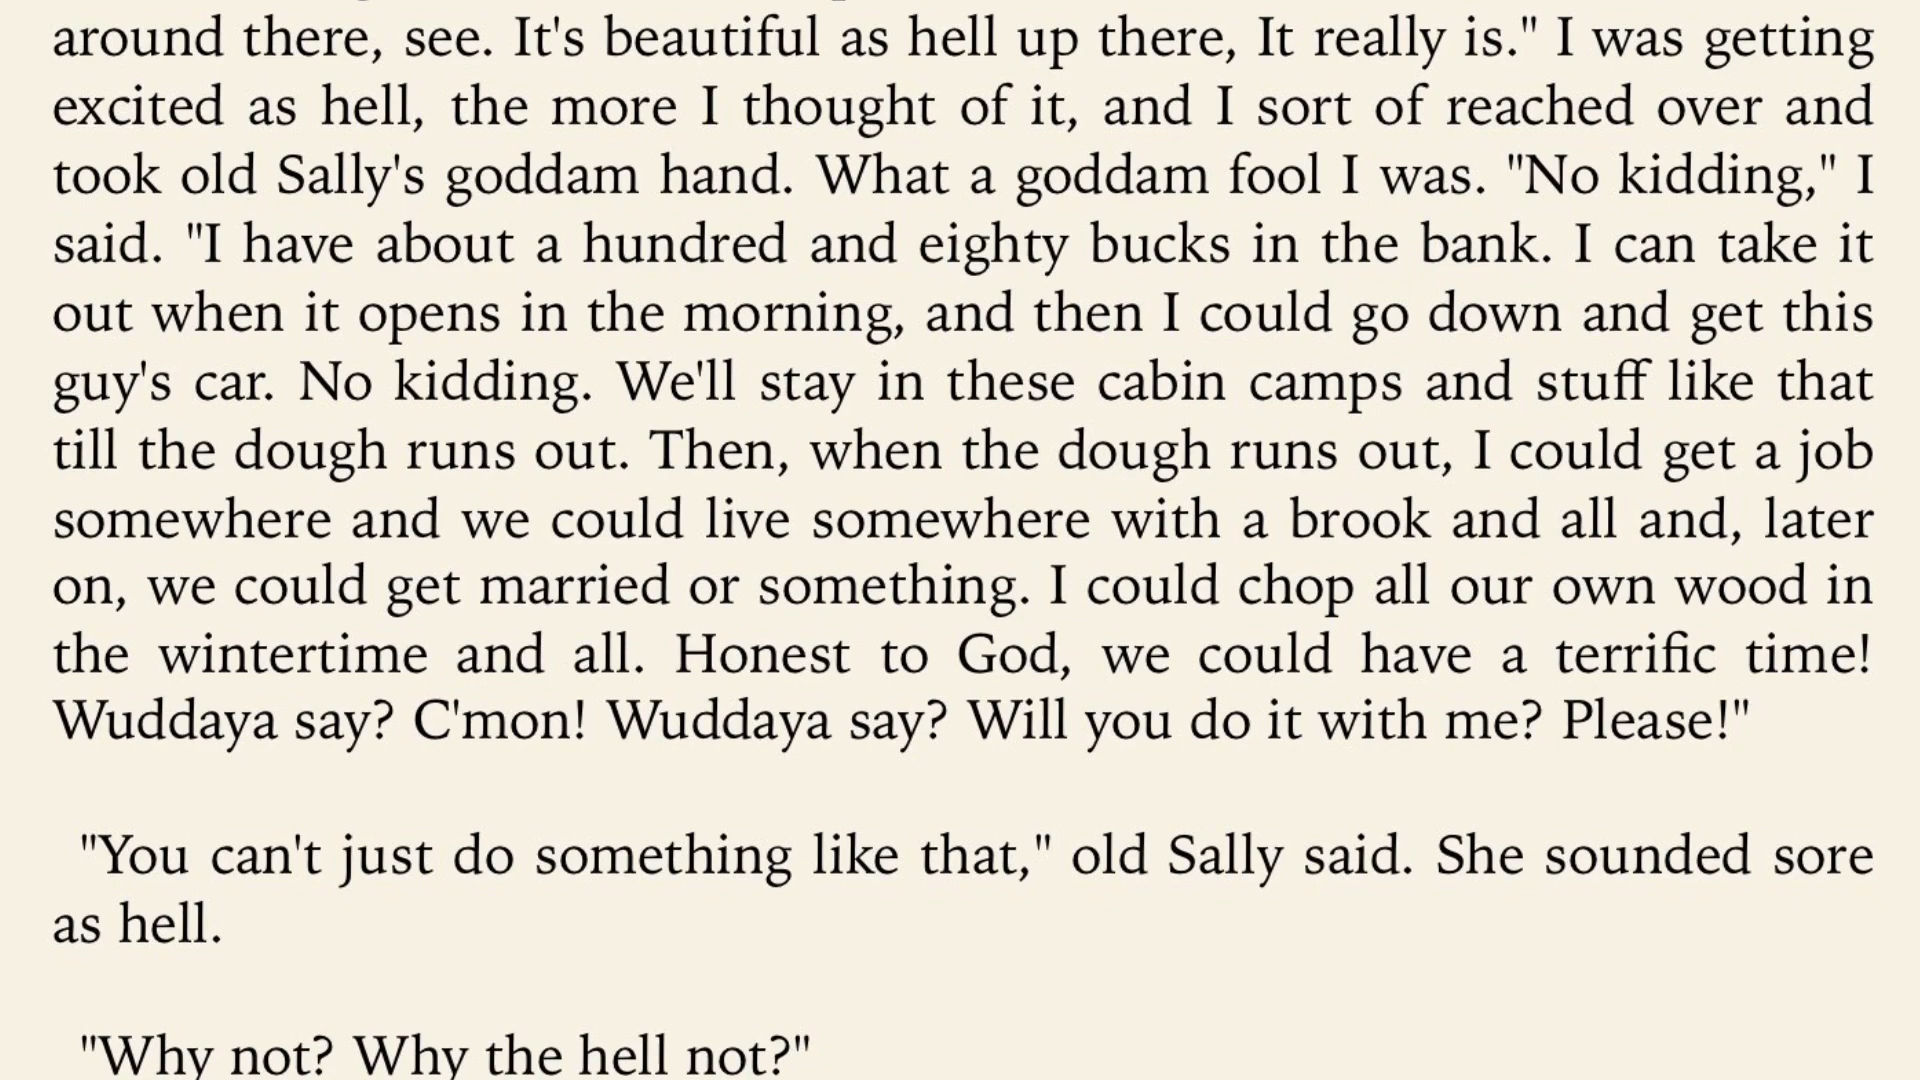 around there, see. It's beautiful as hell up there, It really is." I was getting
excited as hell, the more I thought of it, and I sort of reached over and
took old Sally's goddam hand. What a goddam fool I was. "No kidding," I
said. "I have about a hundred and eighty bucks in the bank. I can take it
out when it opens in the morning, and then I could go down and get this
guy's car. No kidding. We'll stay in these cabin camps and stuff like that
till the dough runs out. Then, when the dough runs out, I could get a job
somewhere and we could live somewhere with a brook and all and, later
on, we could get married or something. I could chop all our own wood in
the wintertime and all. Honest to God, we could have a terrific time!
Wuddaya say? C'mon! Wuddaya say? Will you do it with me? Please!"
"You can't just do something like that," old Sally said. She sounded sore
as hell.
"Why not? Why the hell not?"